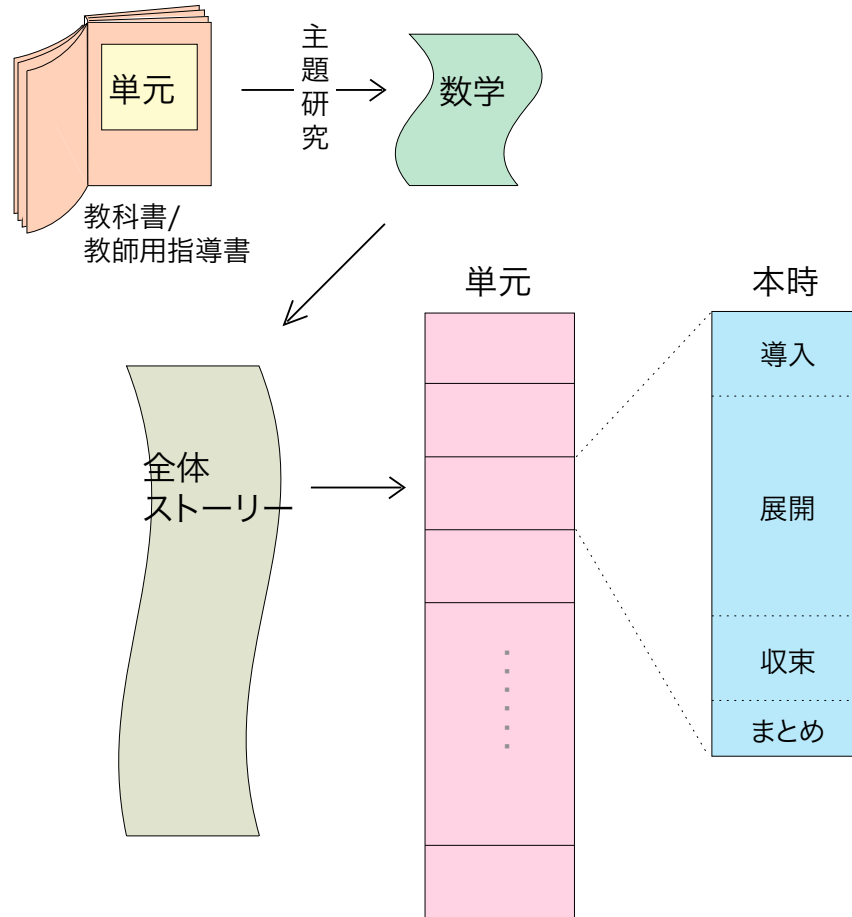 単元
主題研究
数学
教科書/
教師用指導書
単元
本時
導入
全体
ストーリー
展開
収束
まとめ